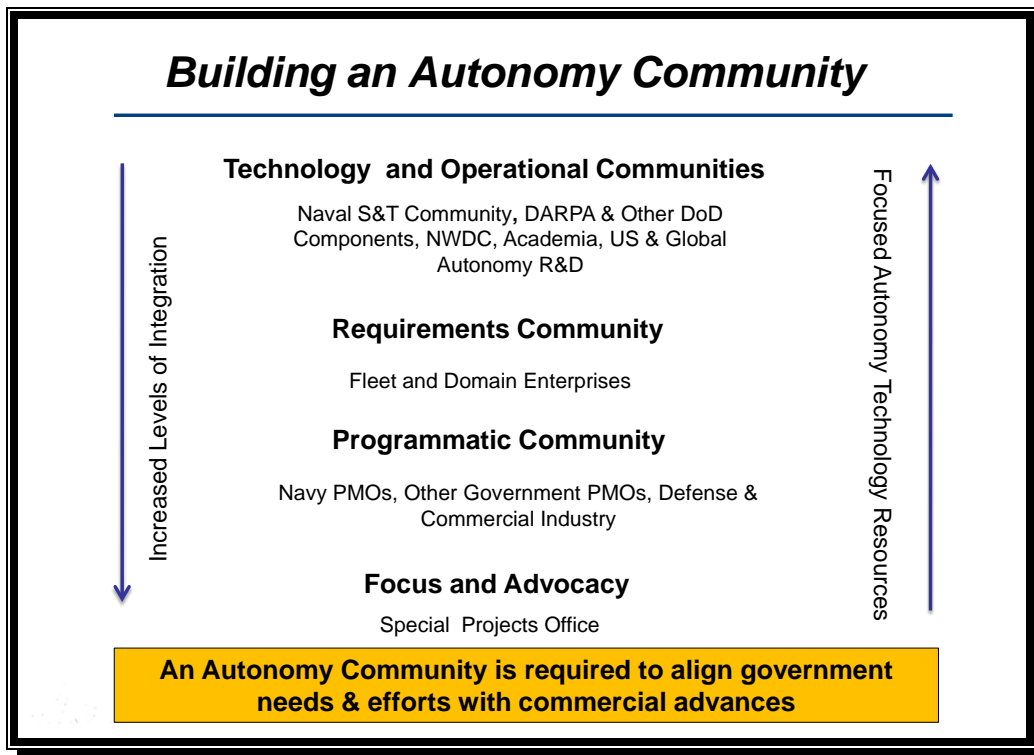 Building an Autonomy Community
Technology and Operational Communities
Naval S&T Community, DARPA & Other DoD
Components, NWDC, Academia, US & Global
Autonomy R&D
Requirements Community
Fleet and Domain Enterprises
Programmatic Community
Navy PMOs, Other Government PMOs, Defense &
Commercial Industry
Focus and Advocacy
Special Projects Office
Increased Levels of Integration
Focused Autonomy Technology Resources
An Autonomy Community is required to align government
needs & efforts with commercial advances